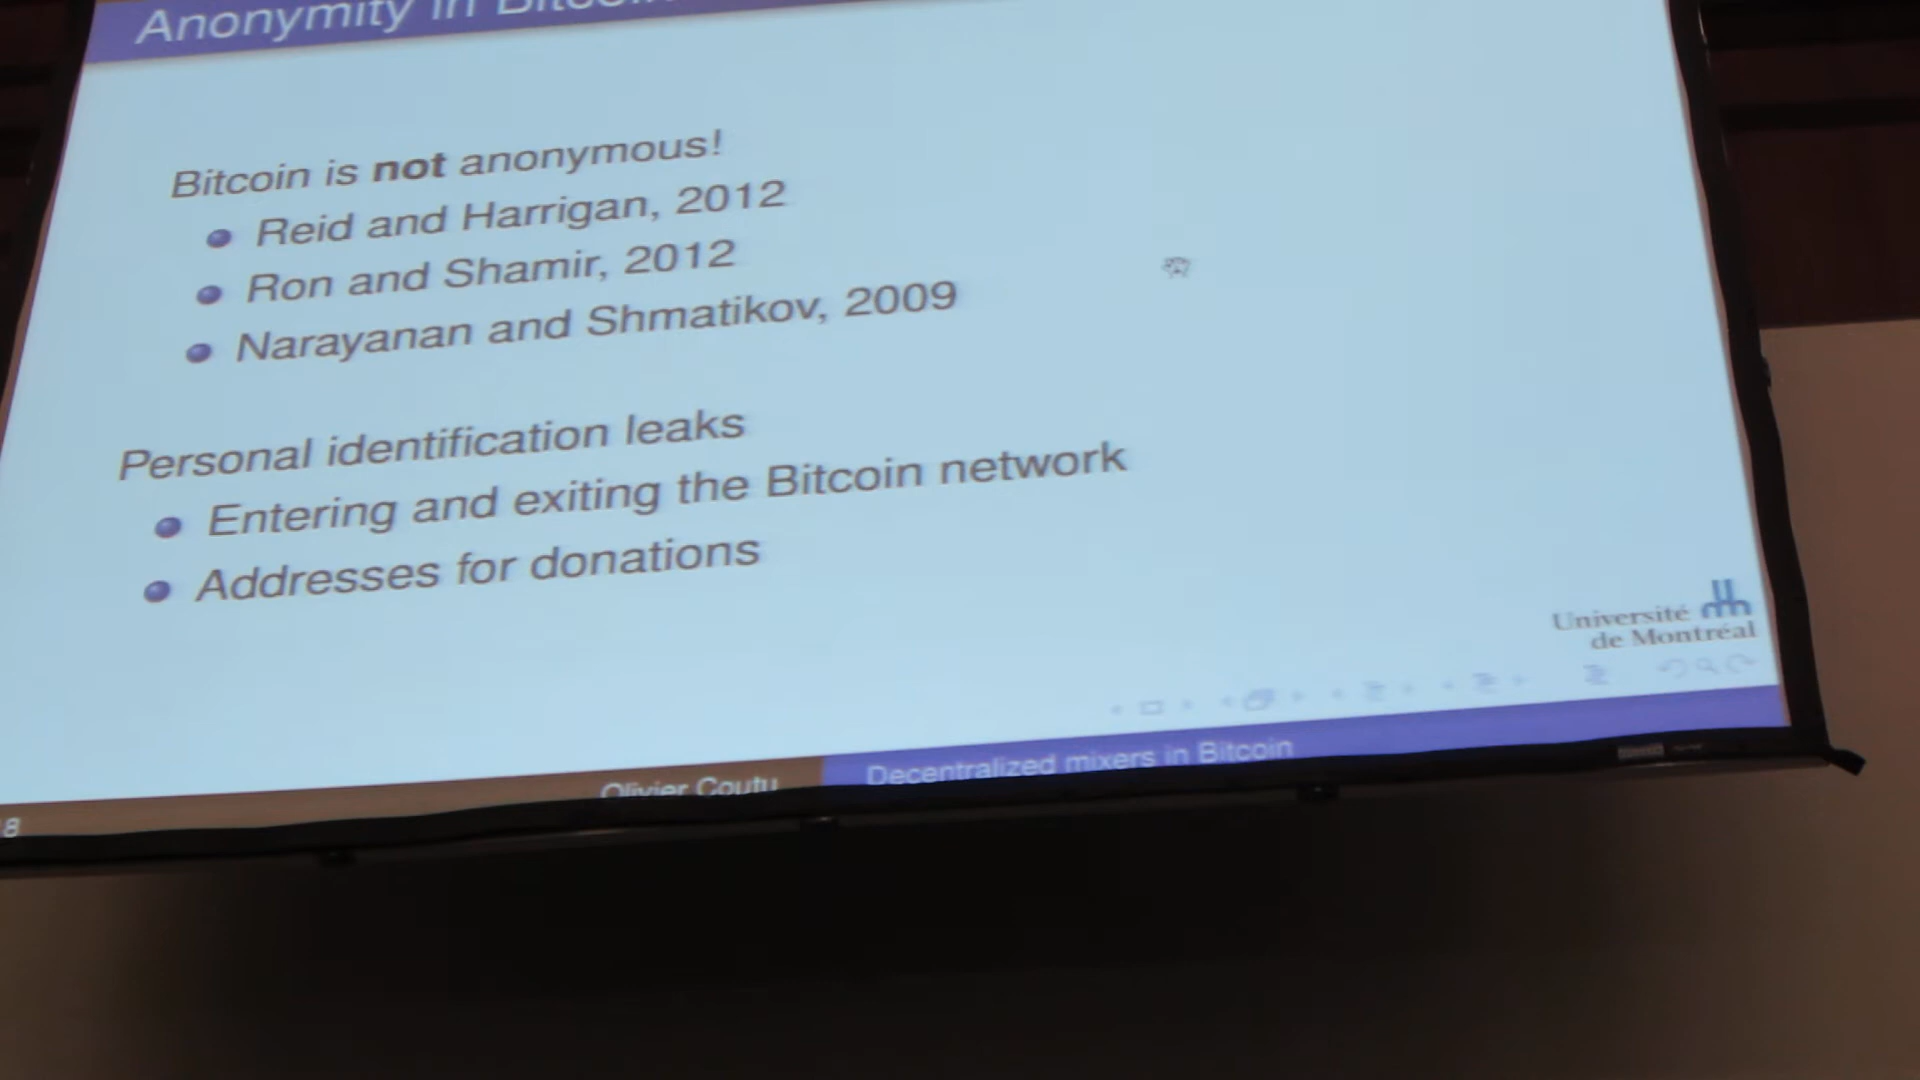 Anonymity in Bitcoin
Bitcoin is not anonymous!
Reid and Harrigan, 2012
Ron and Shamir, 2012
Narayanan and Shmatikov, 2009
Personal identification leaks
Entering and exiting the Bitcoin network
Addresses for donations
Université
de Montréal
Olivier Coutu
Decentralized mixers in Bitcoin
8